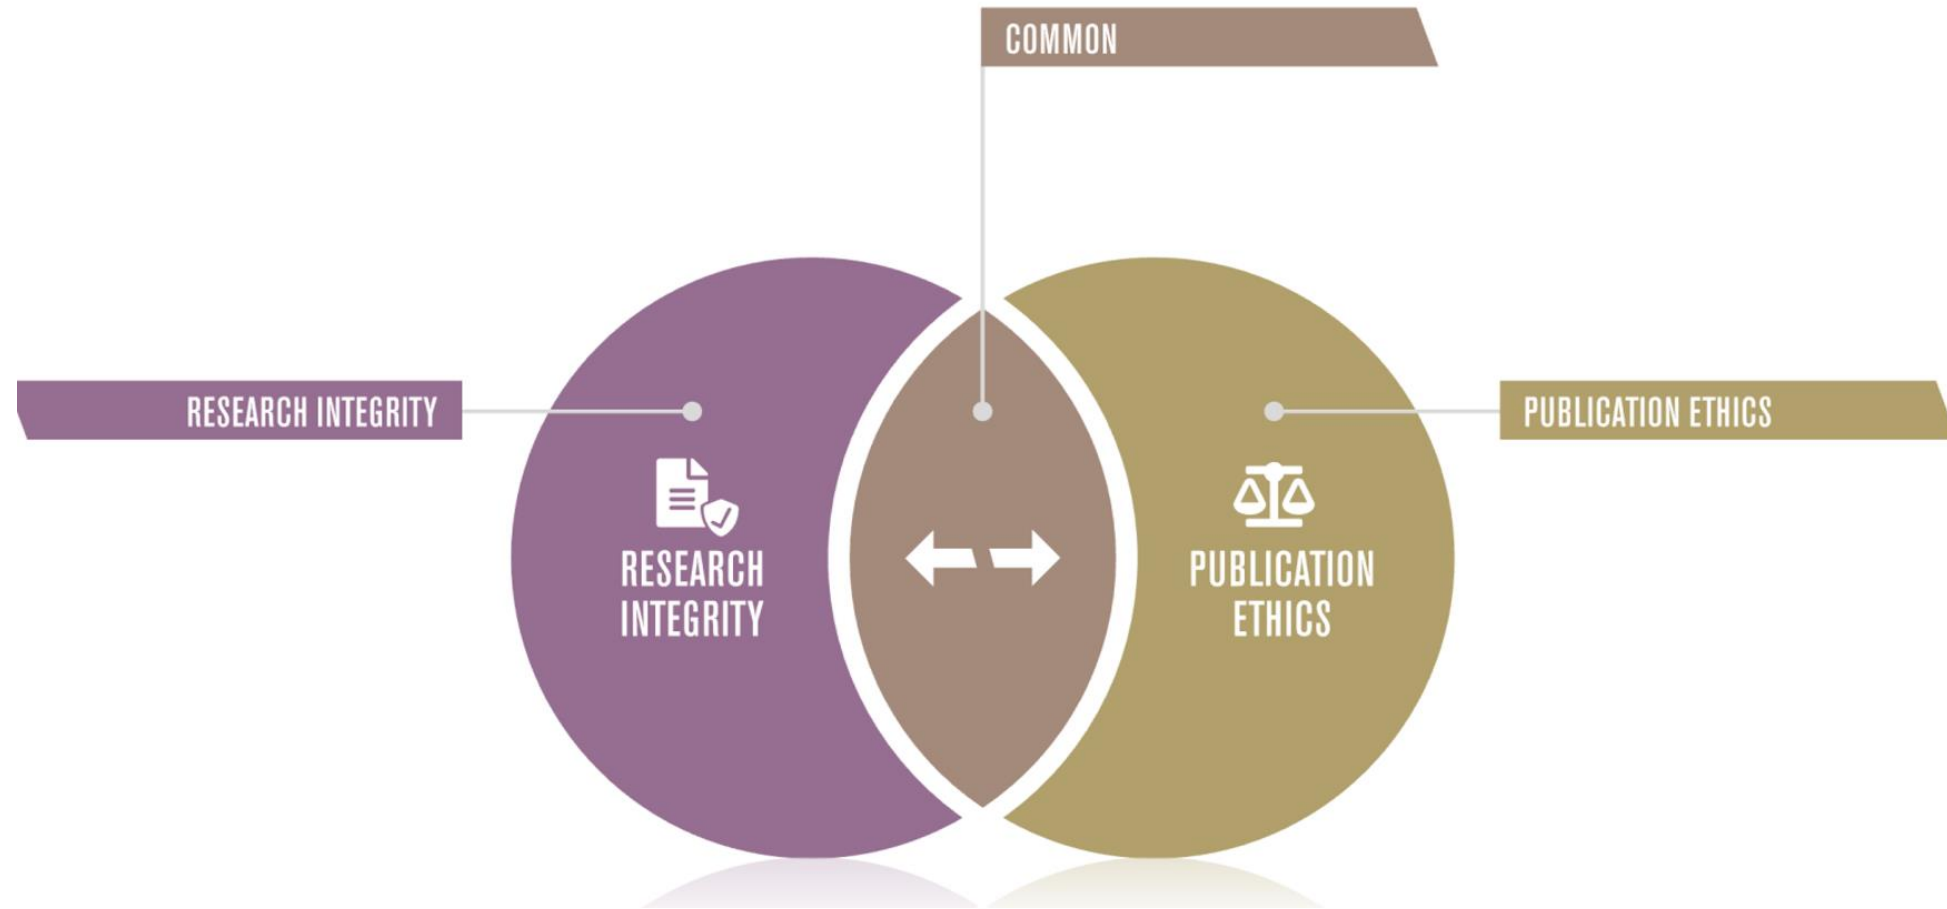 COMMON
RESEARCH INTEGRITY
PUBLICATION ETHICS
RESEARCH
INTEGRITY
PUBLICATION
ETHICS